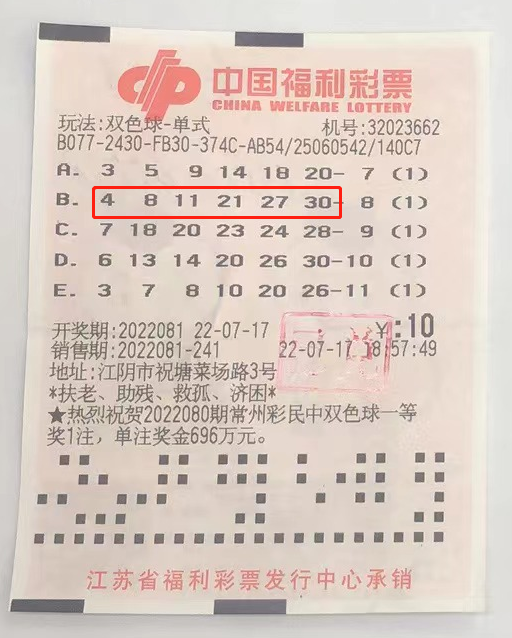 中国福利彩票
CHINA WELFARE LOTTERY
玩法:双色球-单式 机号:32023662
B077-2430-FB30-374C-AB54/25060542/140C7
A. 3 5 9 14 18 20- 7 (1)
B. 4 8 11 21 27 30- 8 (1)
C. 7 18 20 23 24 28- 9 (1)
D. 6 13 14 20 26 30-10 (1)
E. 3 7 8 10 20 26-11 (1)
开奖期:2022081 22-07-17 ¥:10
销售期:2022081-241 22-07-17 18:57:49
地址:江阴市祝塘菜场路3号
*扶老、助残、救孤、济困*
★热烈祝贺2022080期常州彩民中双色球一等
奖1注，单注奖金696万元。
江苏省福利彩票发行中心承销